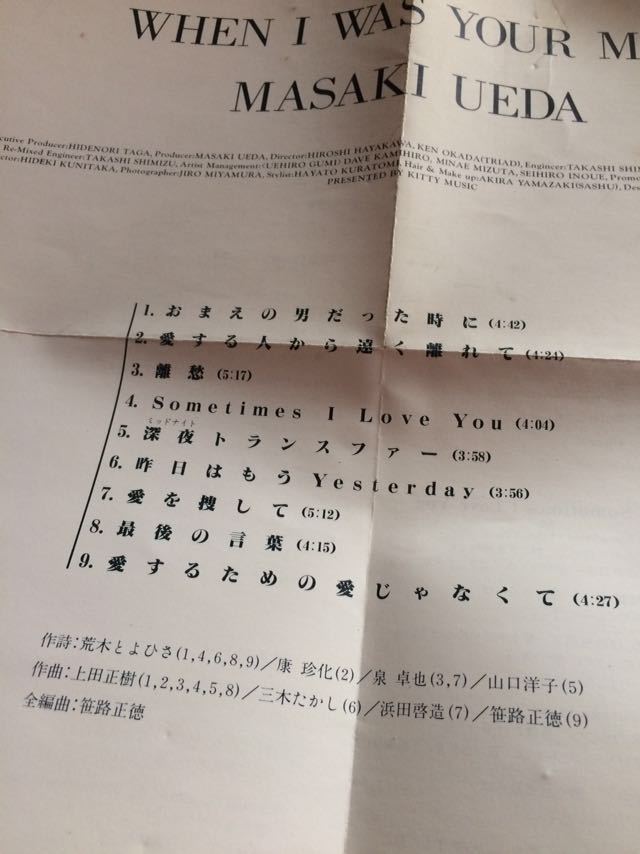 WHEN I WAS YOUR M
MASAKI UEDA
Producer:HIDENORI TAGA, Producer:MASAKI UEDA, Director:HIROSHI HAYAKAWA, KEN OKADA(TRIAD), Engineer:TAKASHI
Re-Mixed Engineer:TAKASHI SHIMIZU, Artist Management:(UEHIRO GUMI) DAVE KAMIHIRO, MINAE MIZUTA, SEIHIRO INOUE,
HIDEKI KUNITAKA, Photographer:JIRO MIYAMURA, Stylist:HAYATO KURATOMI, Hair & Make up:AKIRA YAMAZAKI(SASHU),
PRESENTED BY KITTY MUSIC
1. おまえの男だった時に (4:42)
2. 愛する人から遠く離れて (4:24)
3. 離愁 (5:17)
4. Sometimes I Love You (4:04)
ミッドナイト
5. 深夜トランスファー (3:58)
6. 昨日はもう Yesterday (3:56)
7. 愛を捜して (5:12)
8. 最後の言葉 (4:15)
9. 愛するための愛じゃなくて (4:27)
作詩:荒木とよひさ(1,4,6,8,9)／康 珍化(2)／泉 卓也(3,7)／山口洋子(5)
作曲:上田正樹(1,2,3,4,5,8)／三木たかし(6)／浜田啓造(7)／笹路正徳(9)
全編曲:笹路正徳